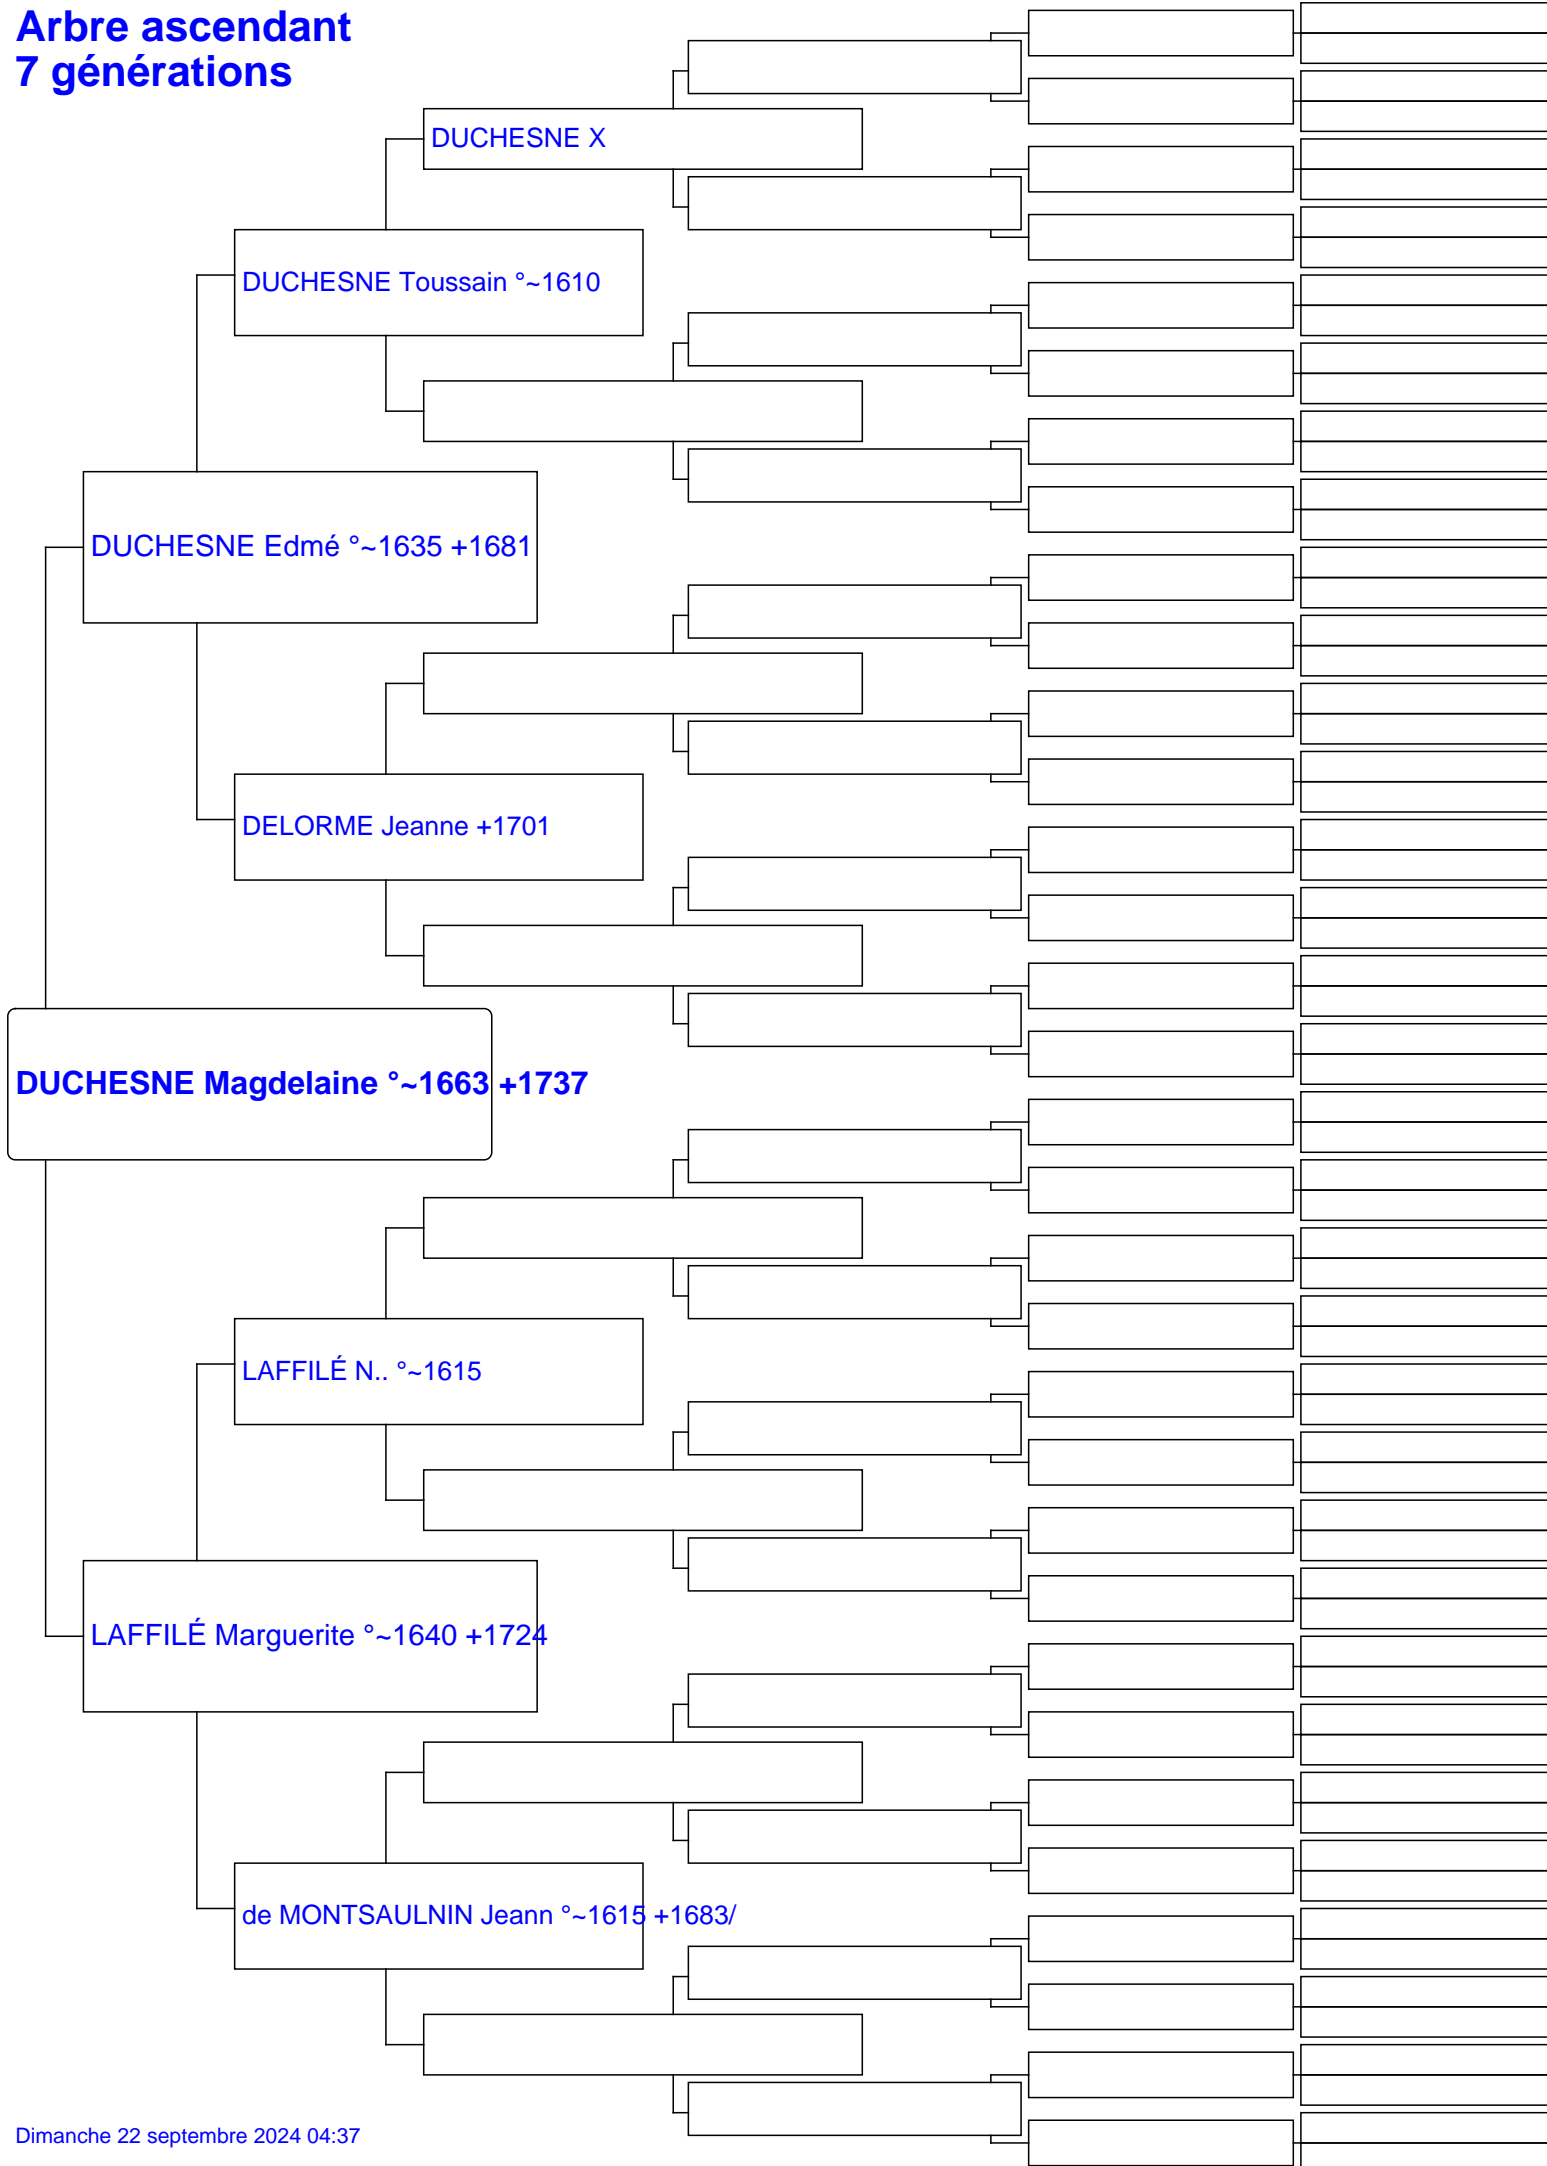 Arbre ascendant
7 générations
DUCHESNE X
DUCHESNE Toussain °~1610
DUCHESNE Edmé °~1635 +1681
DELORME Jeanne +1701
DUCHESNE Magdelaine °~1663 +1737
LAFFILÉ N.. °~1615
LAFFILÉ Marguerite °~1640 +1724
de MONTSAULNIN Jeann °~1615 +1683/
Dimanche 22 septembre 2024 04:37